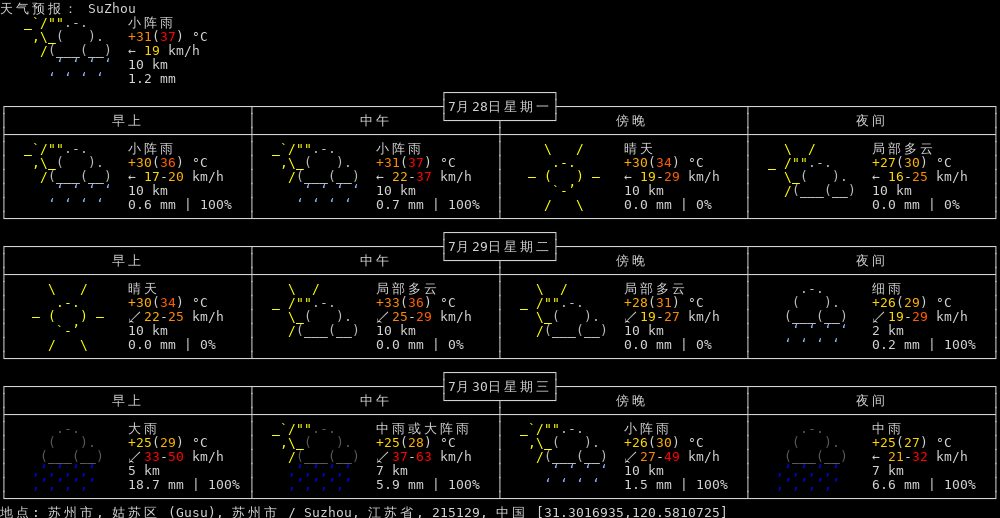 天气预报: SuZhou
小阵雨
+31(37) °C
← 19 km/h
10 km
1.2 mm
7月28日星期一
早上 中午 傍晚 夜间
小阵雨 小阵雨 晴天 局部多云
+30(36) °C +31(37) °C +30(34) °C +27(30) °C
← 17-20 km/h ← 22-37 km/h ← 19-29 km/h ← 16-25 km/h
10 km 10 km 10 km 10 km
0.6 mm | 100% 0.7 mm | 100% 0.0 mm | 0% 0.0 mm | 0%
7月29日星期二
早上 中午 傍晚 夜间
晴天 局部多云 局部多云 细雨
+30(34) °C +33(36) °C +28(31) °C +26(29) °C
↙ 22-25 km/h ↙ 25-29 km/h ↙ 19-27 km/h ↙ 19-29 km/h
10 km 10 km 10 km 2 km
0.0 mm | 0% 0.0 mm | 0% 0.0 mm | 0% 0.2 mm | 100%
7月30日星期三
早上 中午 傍晚 夜间
大雨 中雨或大阵雨 小阵雨 中雨
+25(29) °C +25(28) °C +26(30) °C +25(27) °C
↙ 33-50 km/h ↙ 37-63 km/h ↙ 27-49 km/h ← 21-32 km/h
5 km 7 km 10 km 7 km
18.7 mm | 100% 5.9 mm | 100% 1.5 mm | 100% 6.6 mm | 100%
地点: 苏州市, 姑苏区 (Gusu), 苏州市 / Suzhou, 江苏省, 215129, 中国 [31.3016935,120.5810725]